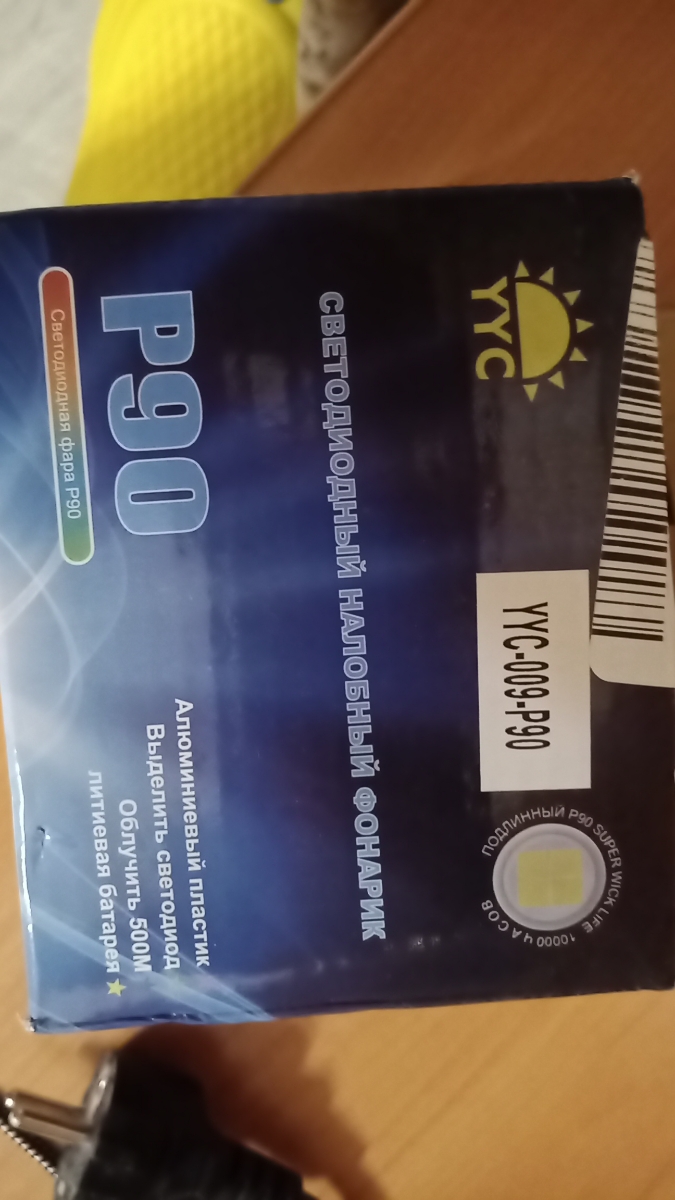 YYC
YYC-009-P90
ПОДЛИННЫЙ P90 SUPER WICK LIFE 10000 ЧАСОВ
СВЕТОДИОДНЫЙ НАЛОБНЫЙ ФОНАРИК
P90
Светодиодная фара P90
Алюминиевый пластик
Выделить светодиод
Облучить 500М
литиевая батарея